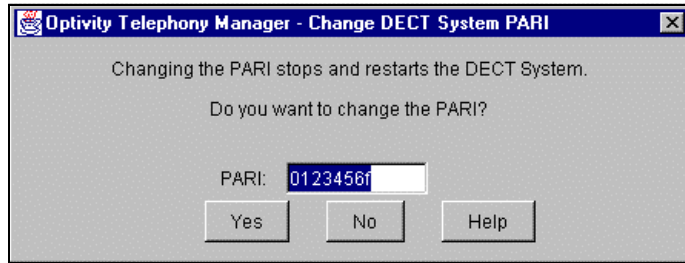 Optivity Telephony Manager - Change DECT System PARI
Changing the PARI stops and restarts the DECT System.
Do you want to change the PARI?
PARI: 0123456f
Yes No Help